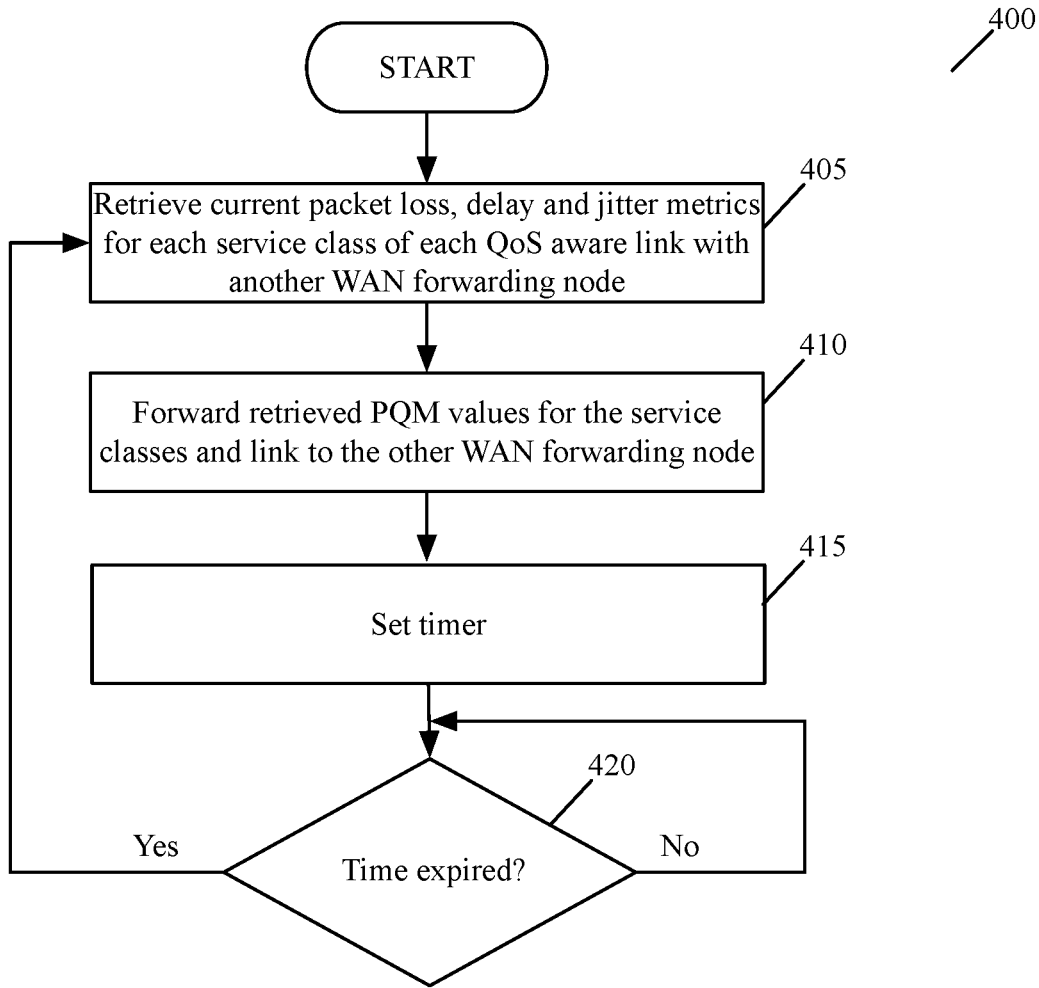 400
START
405
Retrieve current packet loss, delay and jitter metrics
for each service class of each QoS aware link with
another WAN forwarding node
410
Forward retrieved PQM values for the service
classes and link to the other WAN forwarding node
415
Set timer
420
Yes
No
Time expired?